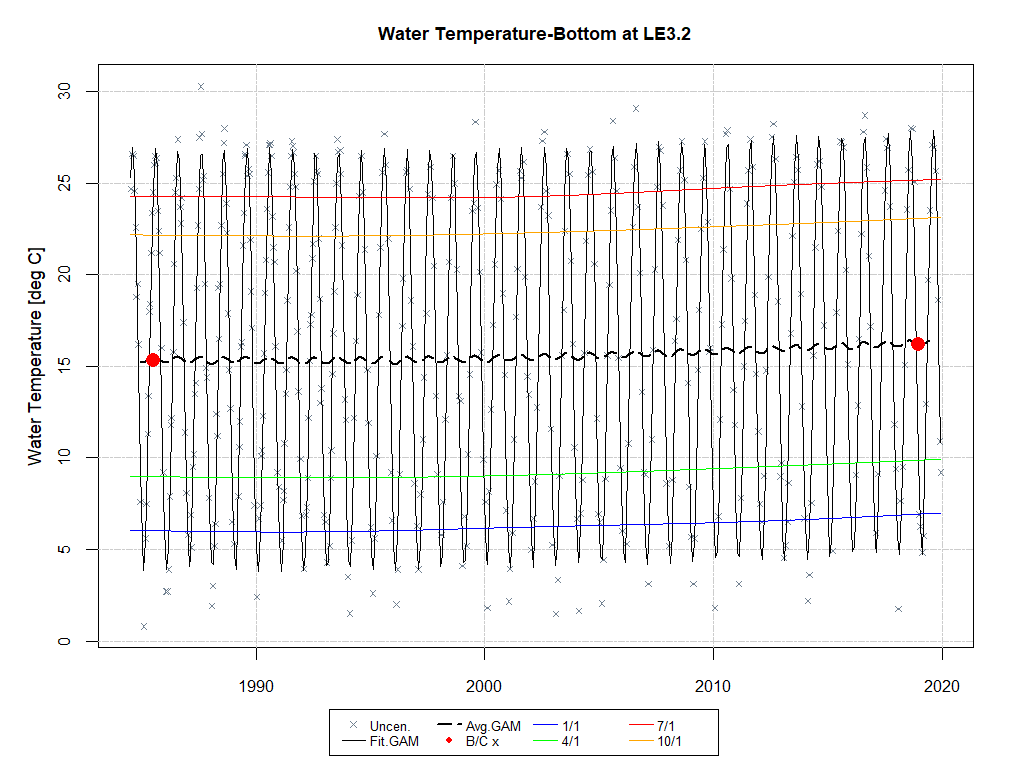 Water Temperature-Bottom at LE3.2
Water Temperature [deg C]
30
25
20
15
10
5
0
1990 2000 2010 2020
Uncen. Avg.GAM 1/1 7/1
Fit.GAM B/C x 4/1 10/1